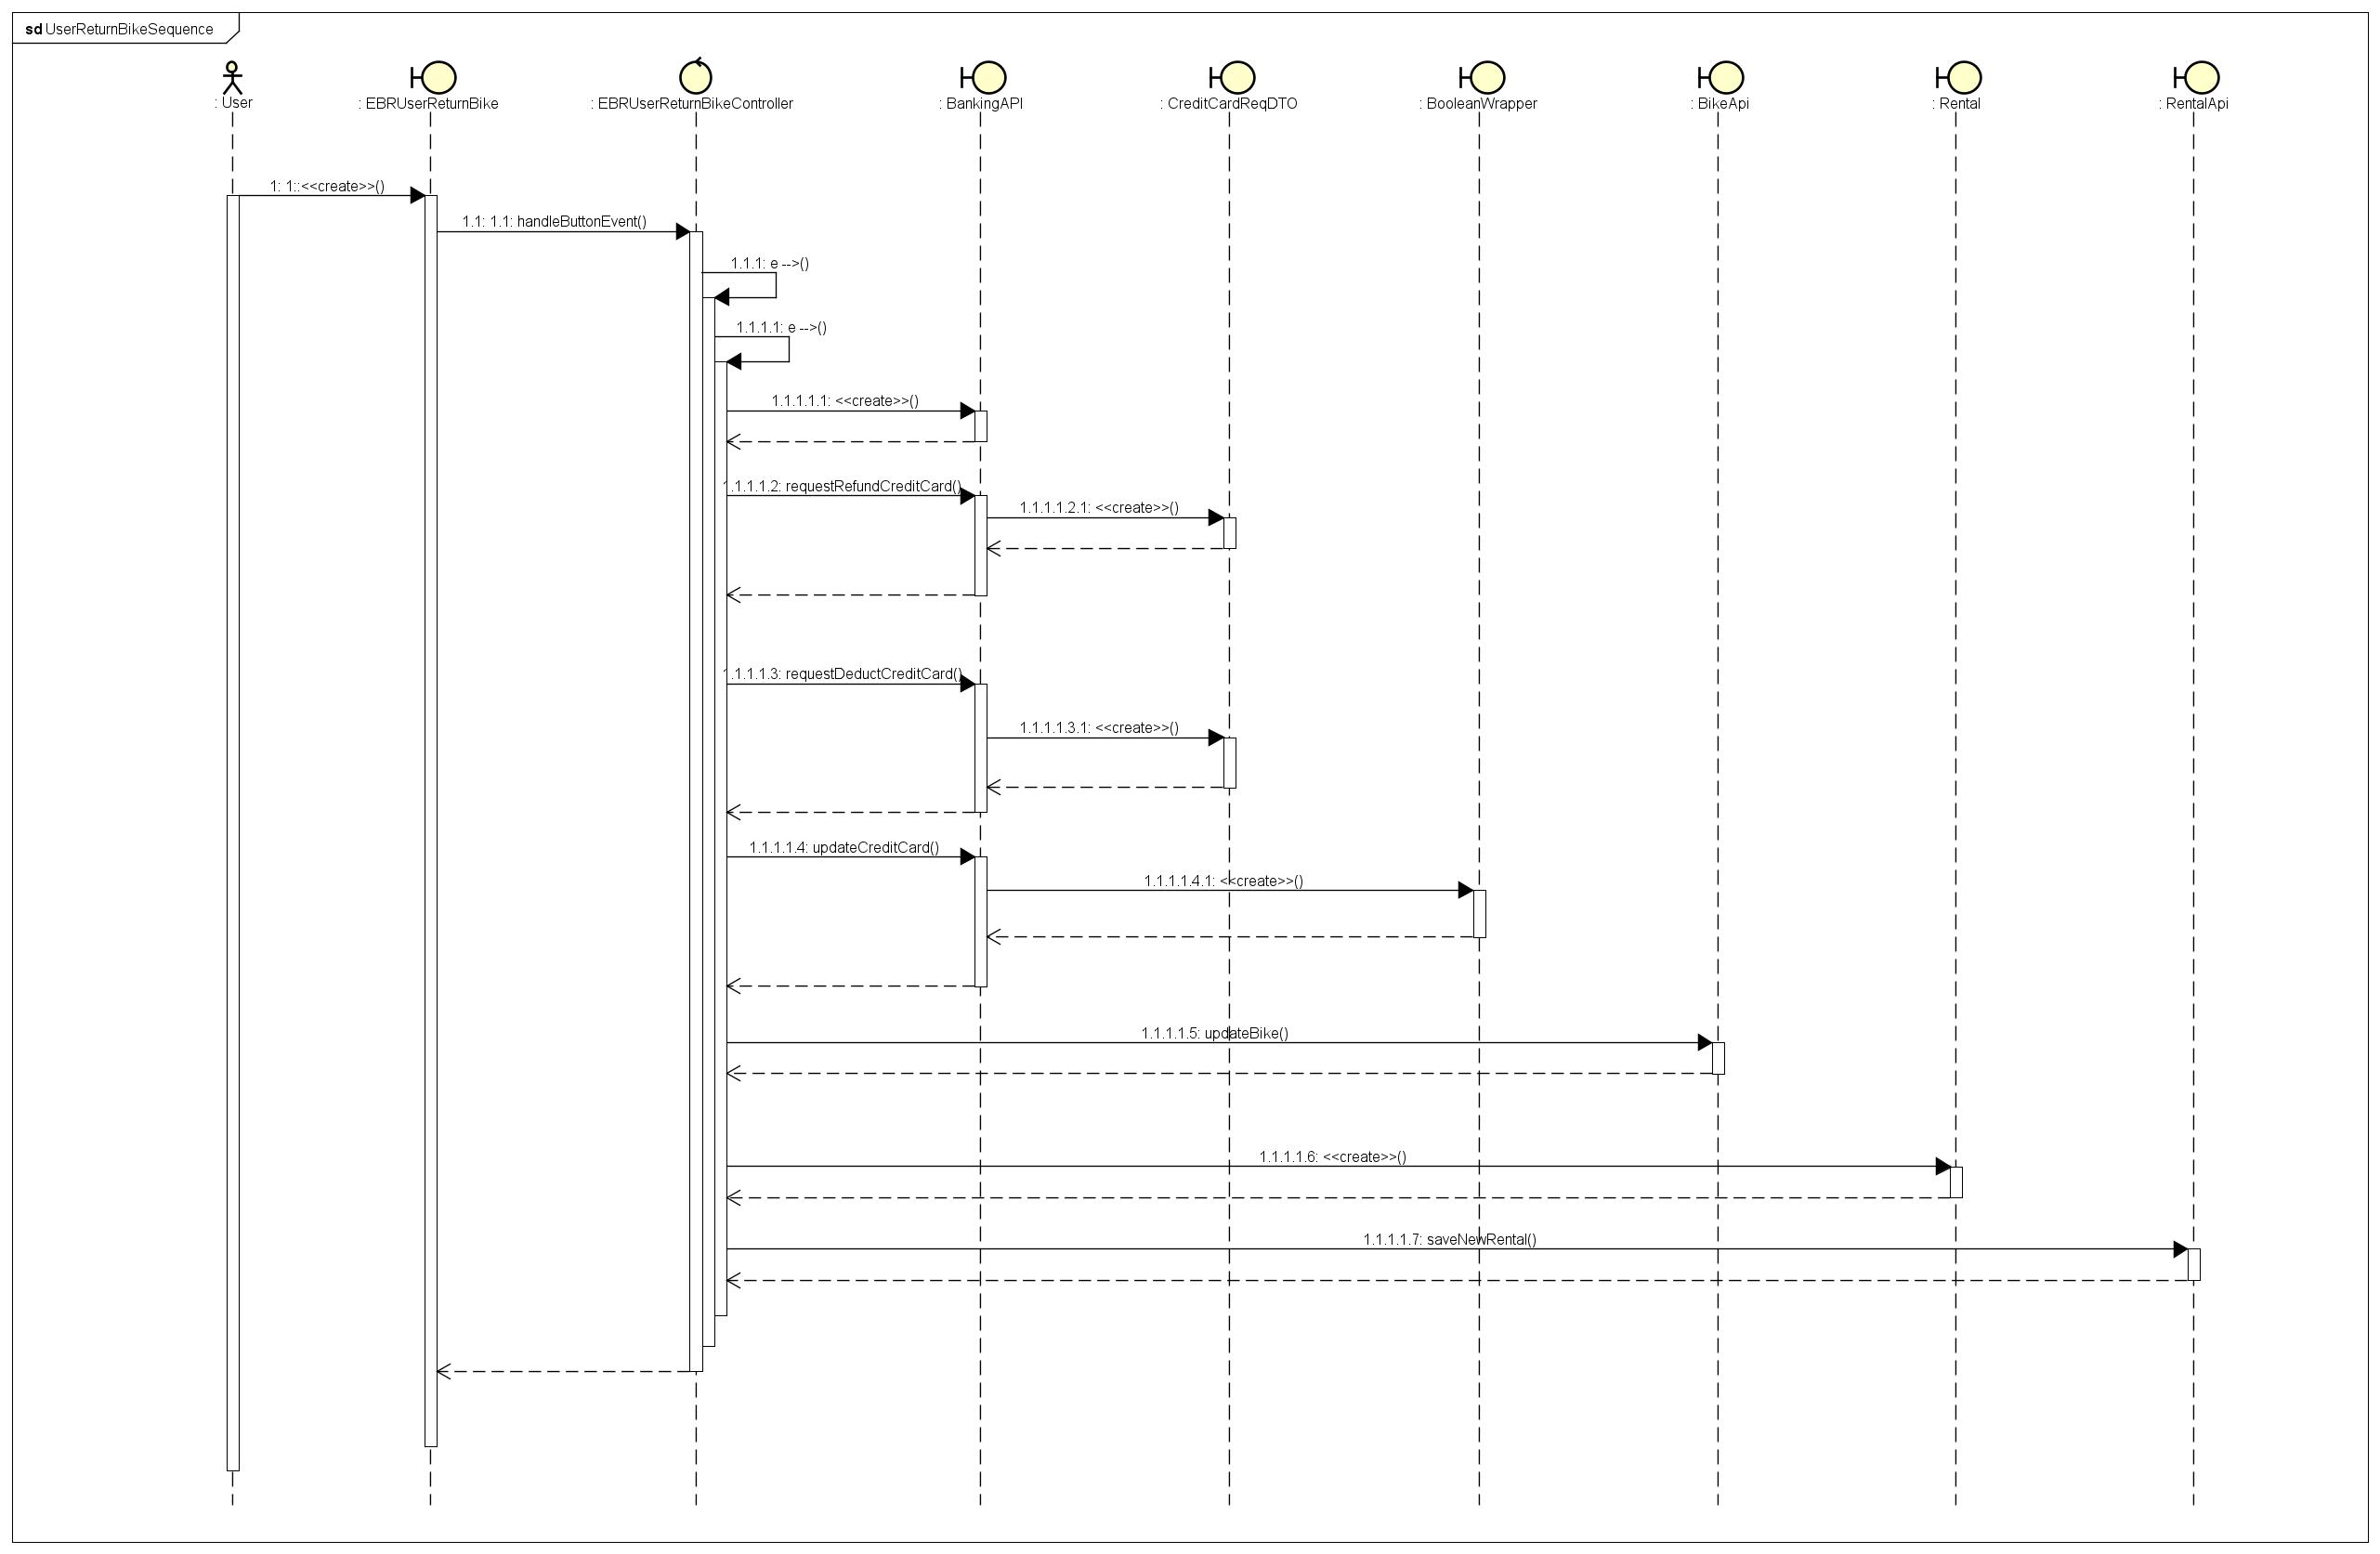 sd UserReturnBikeSequence
: User
: EBRUserReturnBike
: EBRUserReturnBikeController
: BankingAPI
: CreditCardReqDTO
: BooleanWrapper
: BikeApi
: Rental
: RentalApi
1: 1::<<create>>()
1.1: 1.1: handleButtonEvent()
1.1.1: e -->()
1.1.1.1: e -->()
1.1.1.1.1: <<create>>()
1.1.1.1.2: requestRefundCreditCard()
1.1.1.1.2.1: <<create>>()
1.1.1.1.3: requestDeductCreditCard()
1.1.1.1.3.1: <<create>>()
1.1.1.1.4: updateCreditCard()
1.1.1.1.4.1: <<create>>()
1.1.1.1.5: updateBike()
1.1.1.1.6: <<create>>()
1.1.1.1.7: saveNewRental()